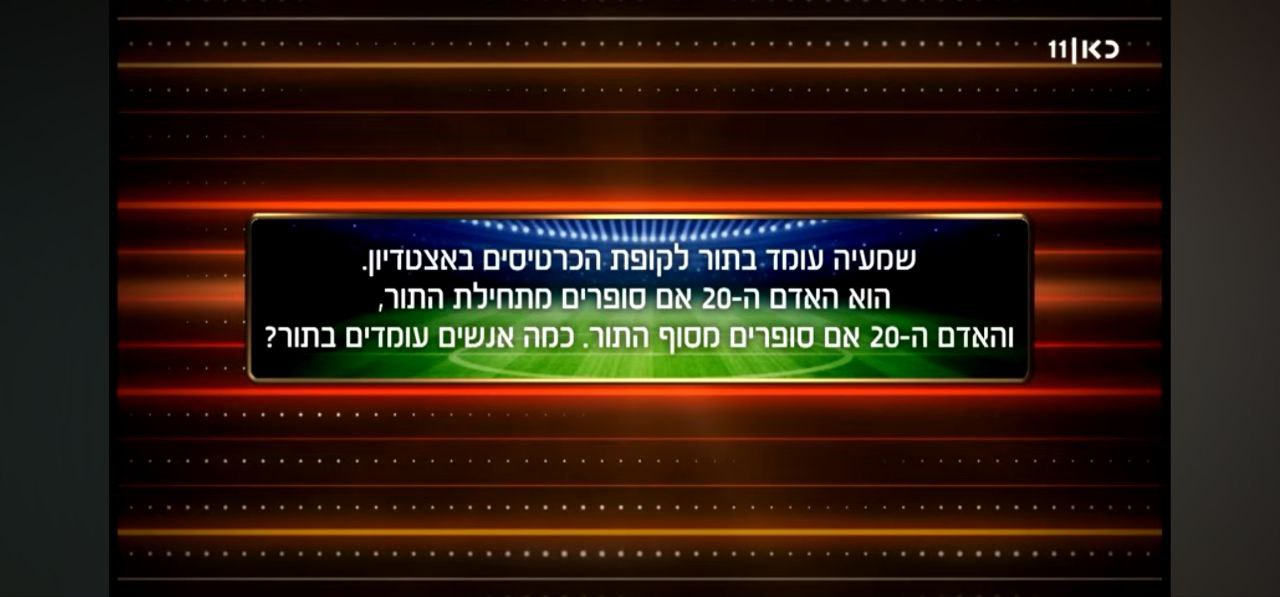 כאן|11
שמעיה עומד בתור לקופת הכרטיסים באצטדיון.
הוא האדם ה-20 אם סופרים מתחילת התור,
והאדם ה-20 אם סופרים מסוף התור. כמה אנשים עומדים בתור?